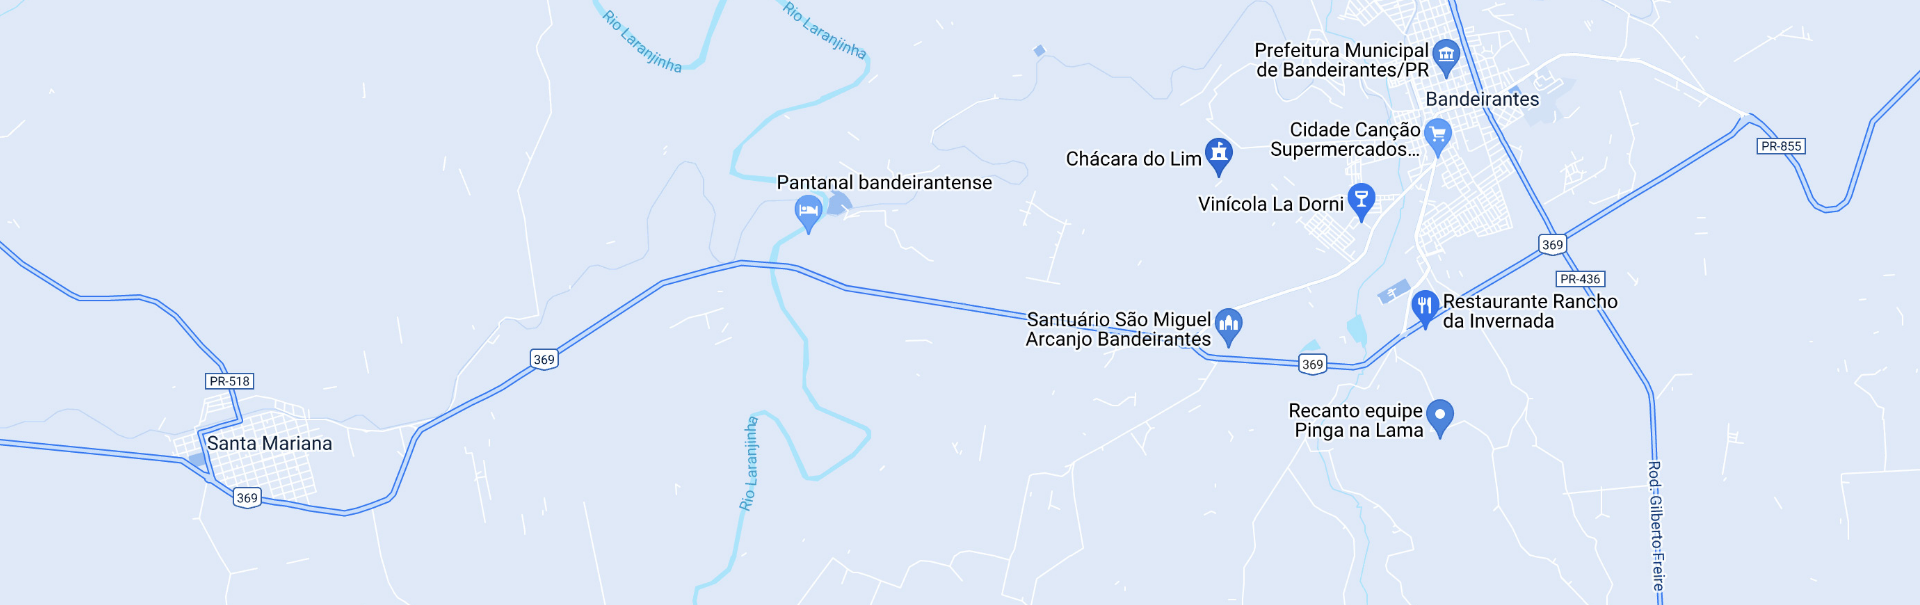 Rio Laranjinha
Rio Laranjinha
Prefeitura Municipal
de Bandeirantes/PR
Bandeirantes
Cidade Canção
Supermercados...
PR-855
Chácara do Lim
Pantanal bandeirantense
Vinícola La Dorni
369
PR-436
Restaurante Rancho
da Invernada
Santuário São Miguel
Arcanjo Bandeirantes
369
369
PR-518
Recanto equipe
Pinga na Lama
Santa Mariana
Rio Laranjinha
369
Rod. Gilberto Freire